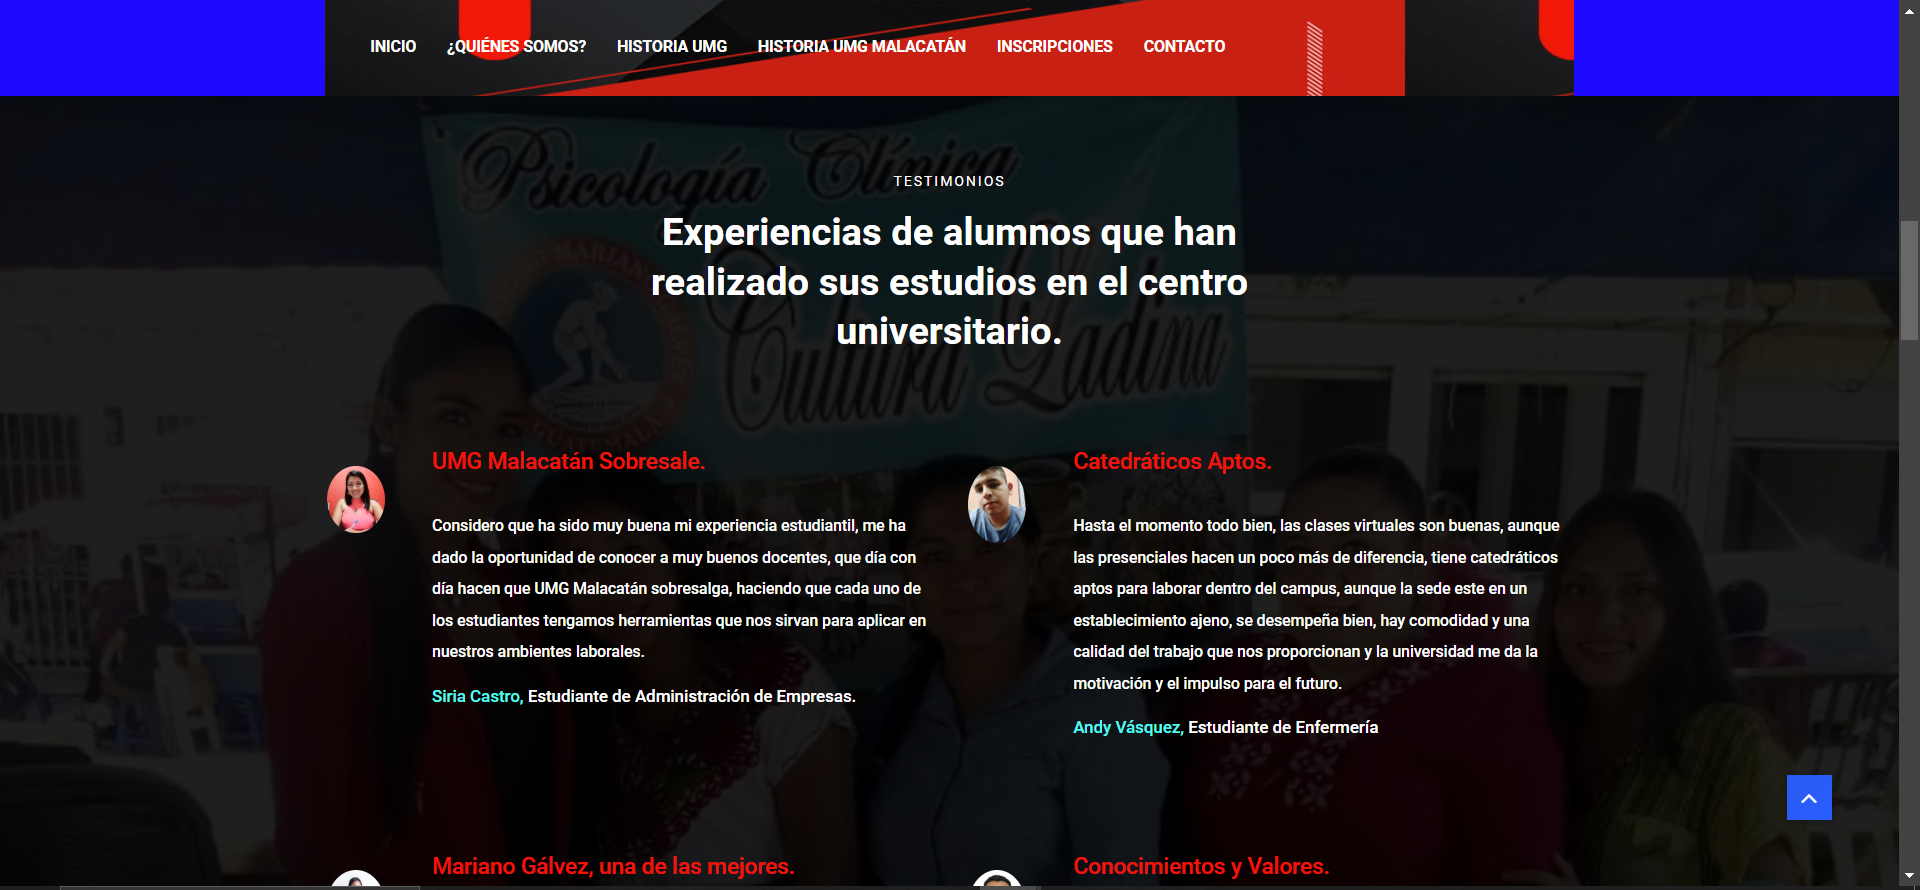 INICIO ¿QUIÉNES SOMOS? HISTORIA UMG HISTORIA UMG MALACATÁN INSCRIPCIONES CONTACTO
Psicología Clínica
TESTIMONIOS
Experiencias de alumnos que han
realizado sus estudios en el centro
universitario.
Cultura Ladina
UMG Malacatán Sobresale.
Considero que ha sido muy buena mi experiencia estudiantil, me ha
dado la oportunidad de conocer a muy buenos docentes, que día con
día hacen que UMG Malacatán sobresalga, haciendo que cada uno de
los estudiantes tengamos herramientas que nos sirvan para aplicar en
nuestros ambientes laborales.
Siria Castro, Estudiante de Administración de Empresas.
Catedráticos Aptos.
Hasta el momento todo bien, las clases virtuales son buenas, aunque
las presenciales hacen un poco más de diferencia, tiene catedráticos
aptos para laborar dentro del campus, aunque la sede este en un
establecimiento ajeno, se desempeña bien, hay comodidad y una
calidad del trabajo que nos proporcionan y la universidad me da la
motivación y el impulso para el futuro.
Andy Vásquez, Estudiante de Enfermería
Mariano Gálvez, una de las mejores.
Conocimientos y Valores.